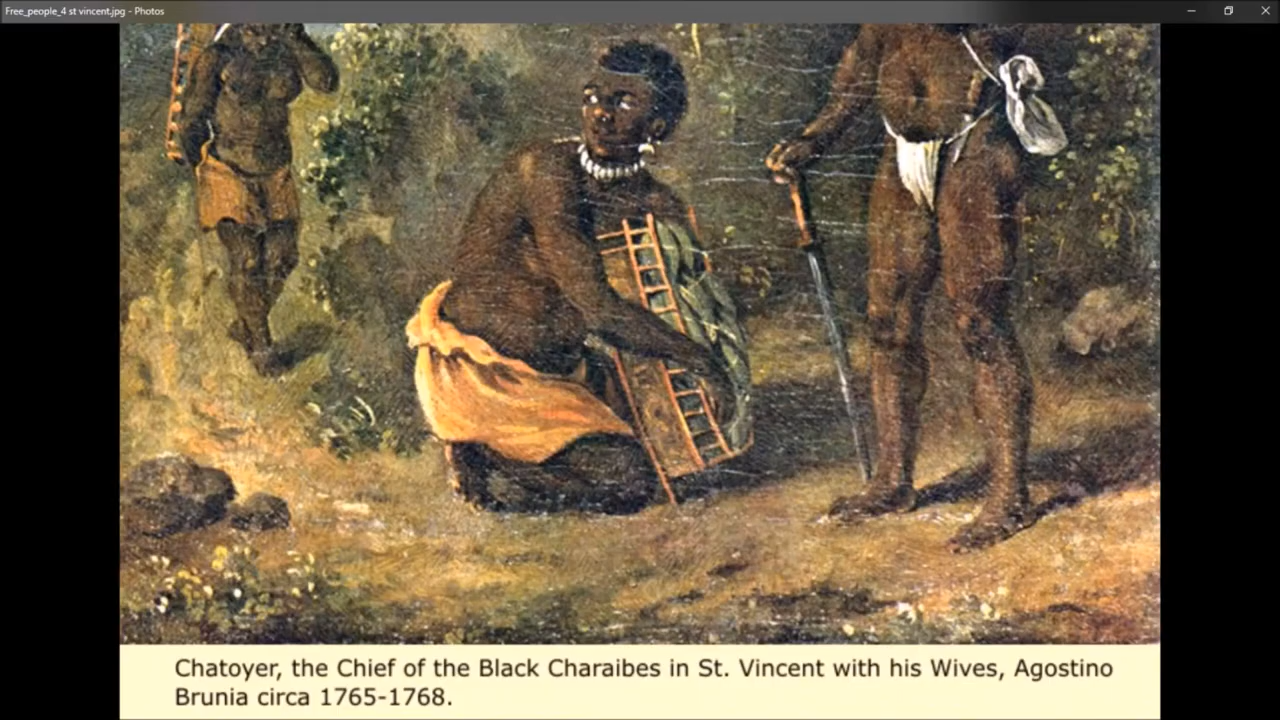 Free_people_4 st vincent.jpg - Photos
Chatoyer, the Chief of the Black Charaibes in St. Vincent with his Wives, Agostino
Brunia circa 1765-1768.